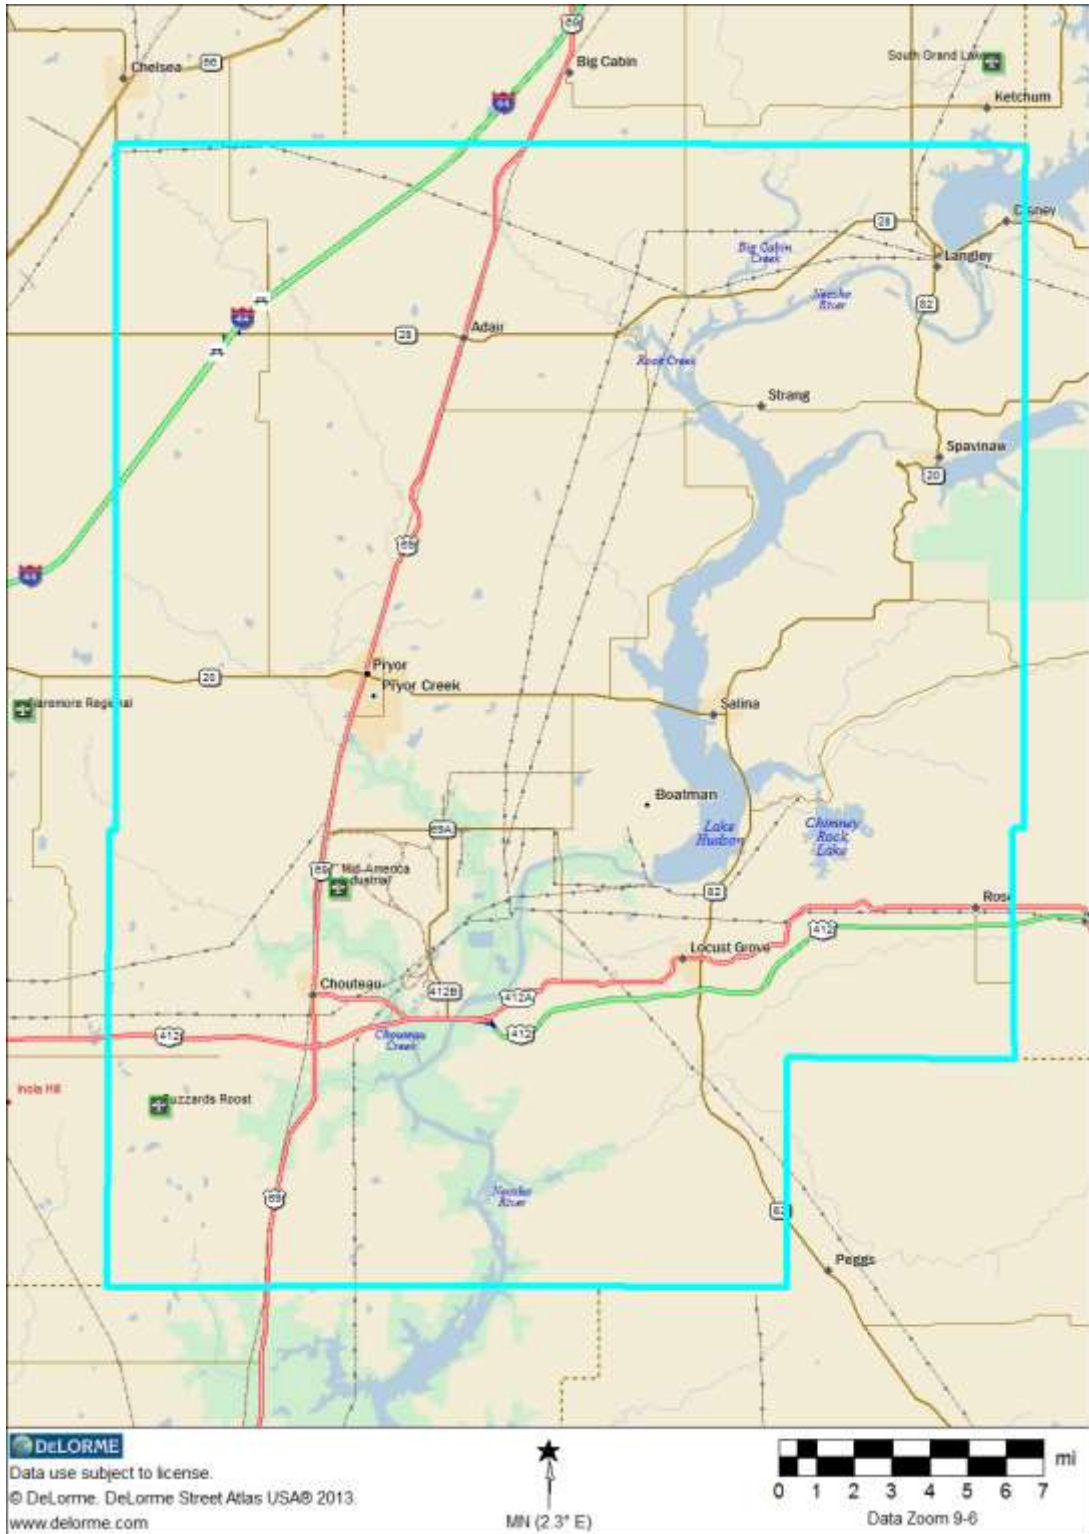 69
Chelsea
66
Big Cabin
South Grand Lake
44
Ketchum
Disney
28
Big Cabin
Creek
Langley
Neosho
River
82
44
28
Adair
Rock Creek
Strang
Spavinaw
20
69
44
Pryor
20
Pryor Creek
Salina
Boatman
Lake
Hudson
Chimney
Rock
Lake
69A
69
Mid-America
82
Rose
412
Locust Grove
Chouteau
412B
412A
412
412
Chouteau
Creek
Inola Hill
Neosho
River
69
82
Peggs
DELORME
Data use subject to license.
© DeLorme. DeLorme Street Atlas USA® 2013.
www.delorme.com
MN (2.3° E)
mi
0 1 2 3 4 5 6 7
Data Zoom 9-6